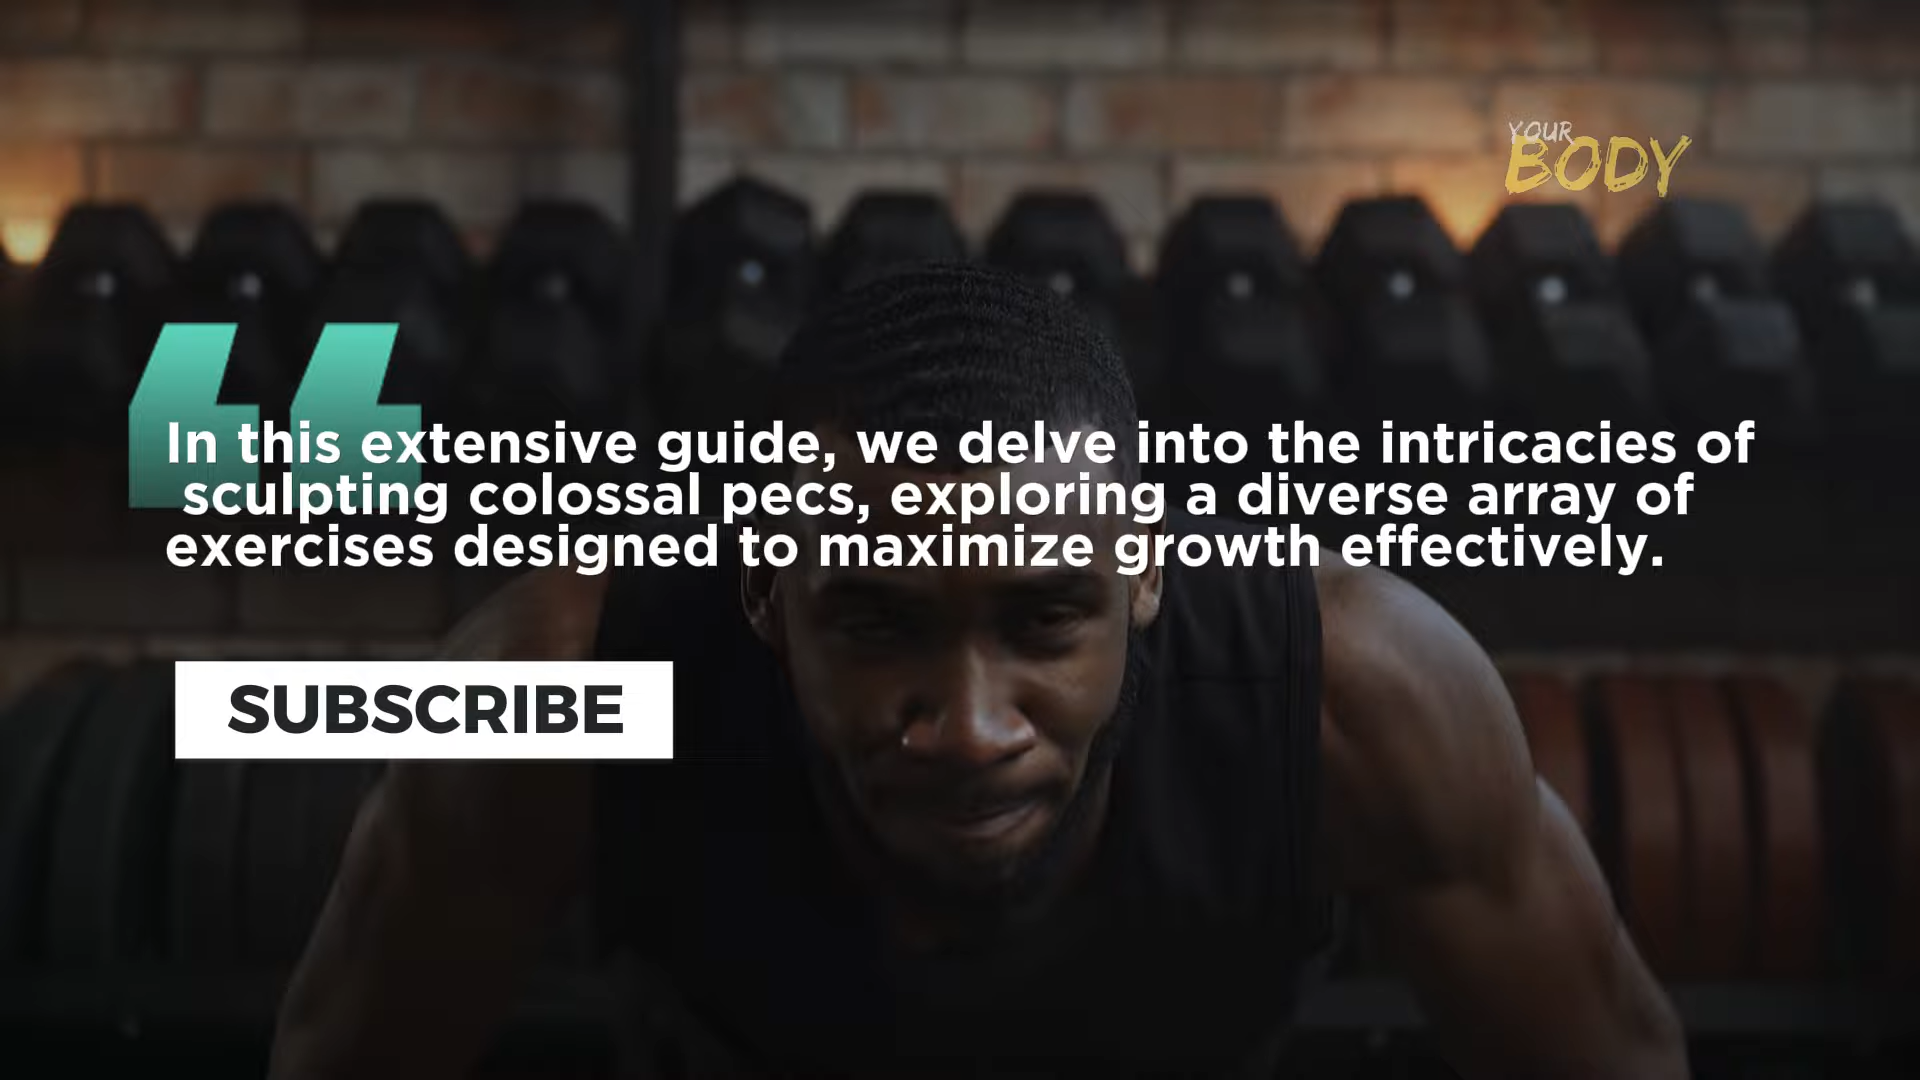 YOUR
BODY
In this extensive guide, we delve into the intricacies of
sculpting colossal pecs, exploring a diverse array of
exercises designed to maximize growth effectively.
SUBSCRIBE